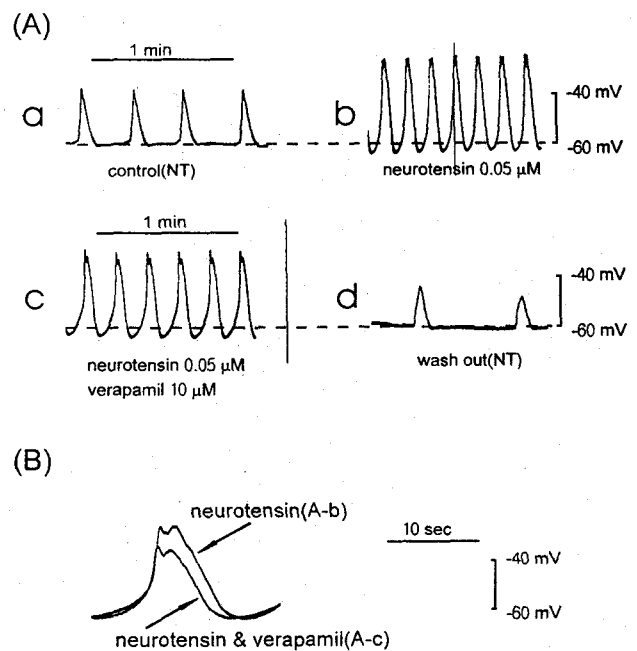 (A)
1 min
a
b
-40 mV
-60 mV
control(NT)
neurotensin 0.05 µM
1 min
c
d
-40 mV
-60 mV
neurotensin 0.05 µM
verapamil 10 µM
wash out(NT)
(B)
neurotensin(A-b)
10 sec
-40 mV
-60 mV
neurotensin & verapamil(A-c)